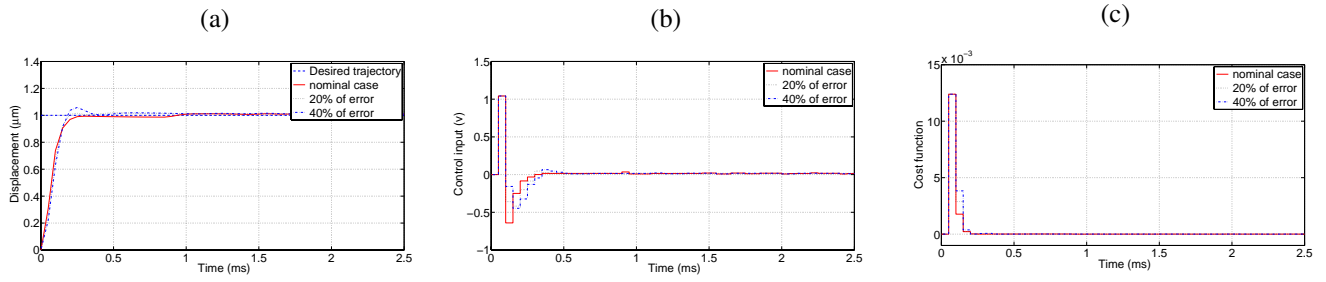 (a)
1.4
1.2
1
0.8
0.6
0.4
0.2
0
0
0.5
1
1.5
2
2.5
Displacement (μm)
Time (ms)
Desired trajectory
nominal case
20% of error
40% of error
(b)
1.5
1
0.5
0
−0.5
−1
0
0.5
1
1.5
2
2.5
Control input (v)
Time (ms)
nominal case
20% of error
40% of error
(c)
x 10−3
15
10
5
0
0
0.5
1
1.5
2
2.5
Cost function
Time (ms)
nominal case
20% of error
40% of error